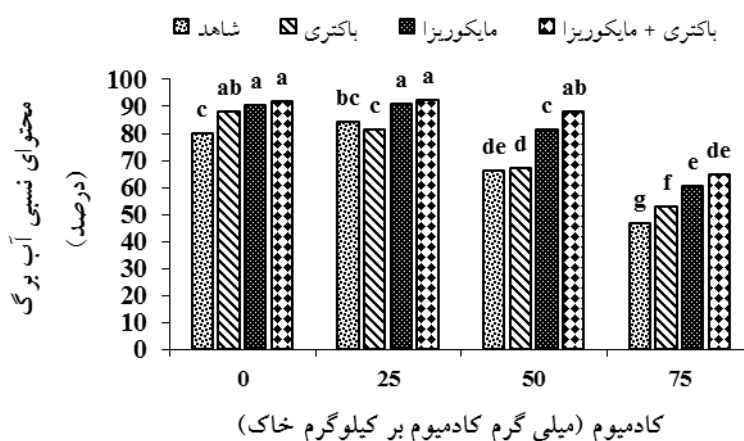 شاهد باکتری مایکوریزا باکتری + مایکوریزا
محتوای نسبی آب برگ
(درصد)
100
90
80
70
60
50
40
30
20
10
0
c ab a a
bc c a a
de d c ab
g f e de
0 25 50 75
کادمیوم (میلی گرم کادمیوم بر کیلوگرم خاک)